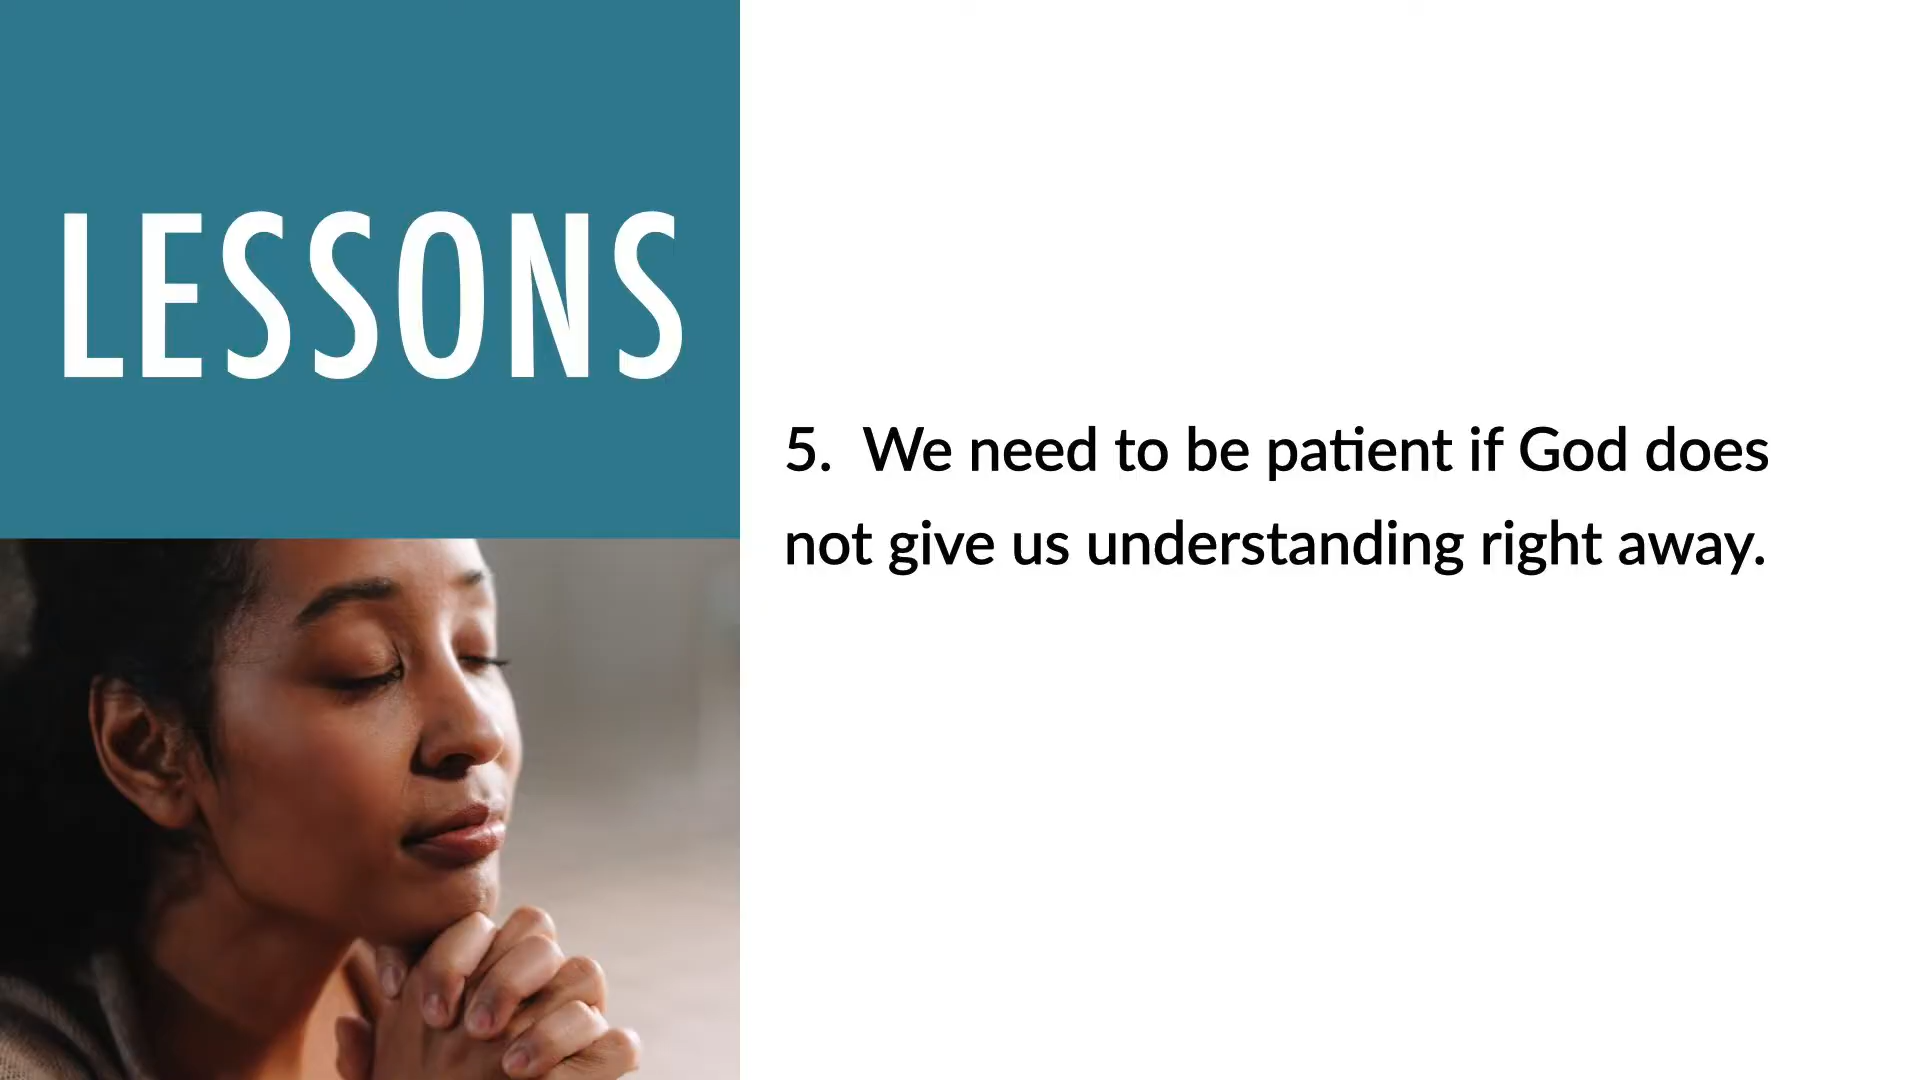 LESSONS
5. We need to be patient if God does
not give us understanding right away.